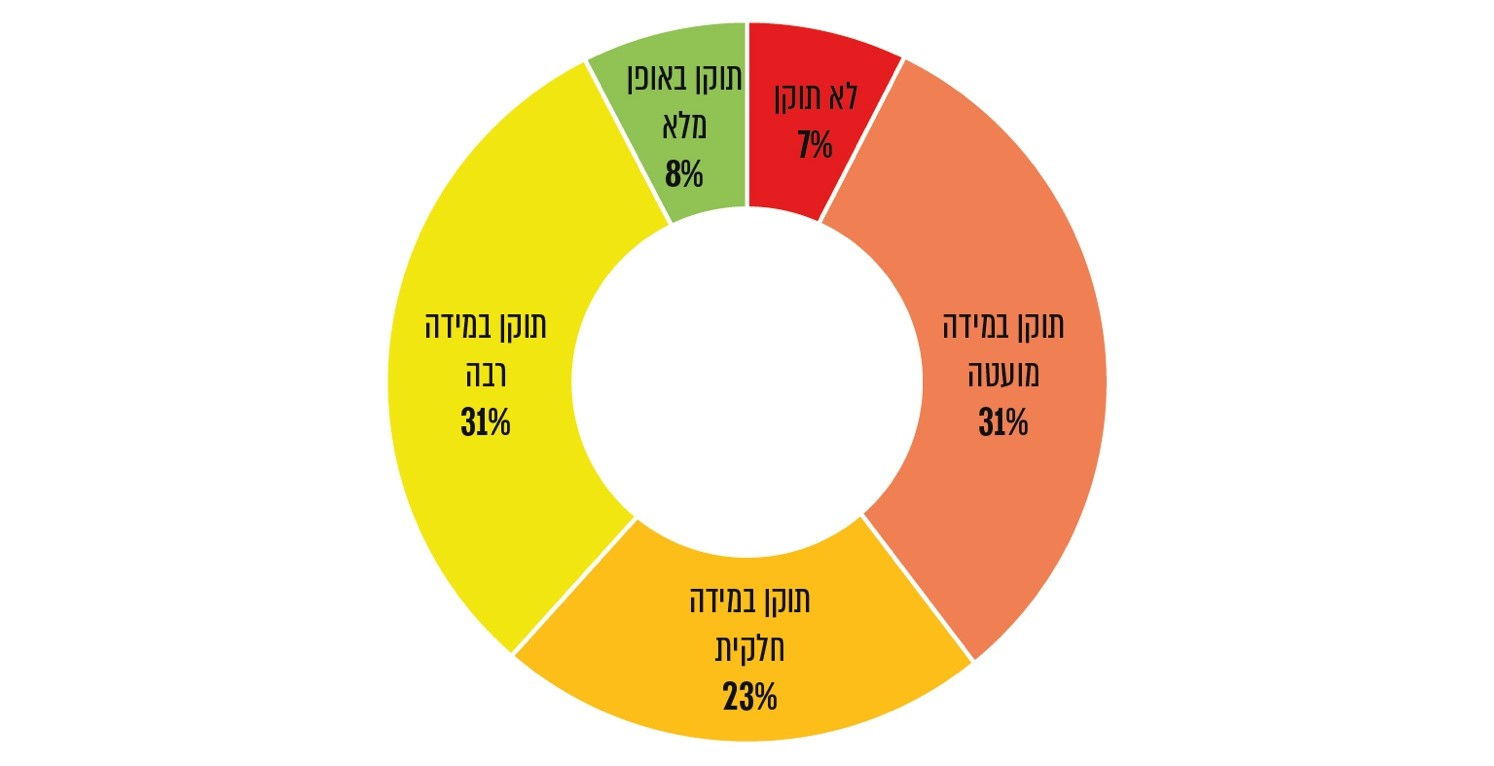 לא תוקן
7%
תוקן במידה
מועטה
31%
תוקן במידה
חלקית
23%
תוקן במידה
רבה
31%
תוקן באופן
מלא
8%